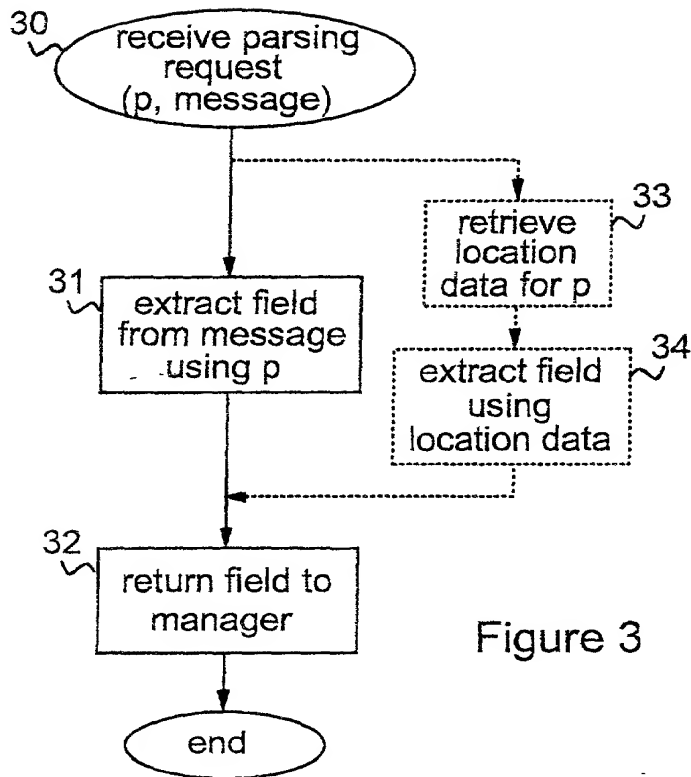 30
receive parsing
request
(p, message)
33
retrieve
location
data for p
31
extract field
from message
using p
34
extract field
using
location data
32
return field to
manager
Figure 3
end